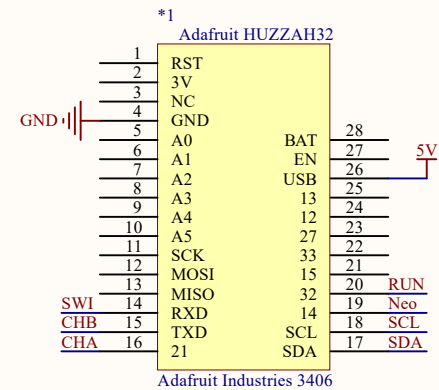 *1
Adafruit HUZZAH32
1 RST
2 3V
3 NC
GND 4 GND
5 A0 BAT 28
6 A1 EN 27
7 A2 USB 26 5V
8 A3 13 25
9 A4 12 24
10 A5 27 23
11 SCK 33 22
12 MOSI 15 21
13 MISO 32 20 RUN
SWI 14 RXD 14 19 Neo
CHB 15 TXD SCL 18 SCL
CHA 16 21 SDA 17 SDA
Adafruit Industries 3406